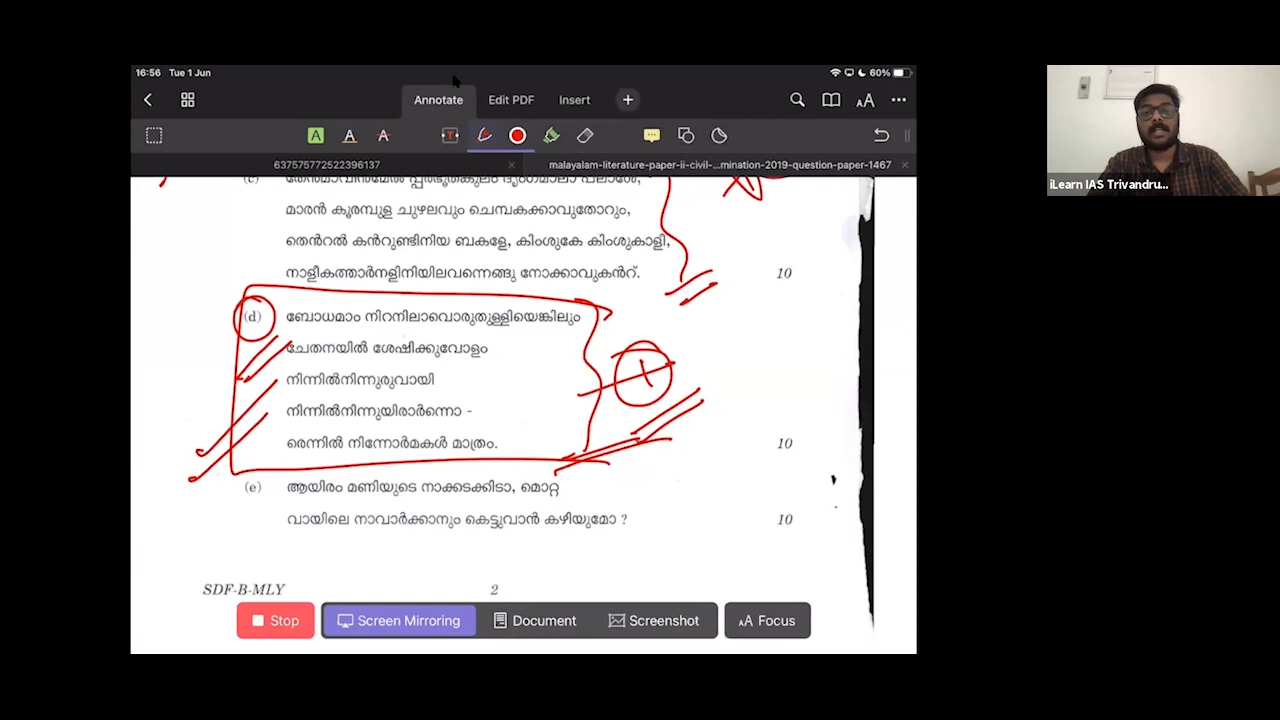 16:56 Tue 1 Jun
60%
Annotate Edit PDF Insert
637575772522396137
malayalam-literature-paper-ii-civil-...mination-2019-question-paper-1467
(c)
മാരൻ കൂരമ്പുള ചുഴലവും ചെമ്പകക്കാവുതോറും,
തെൻറൽ കൻറുണ്ടിനിയ ബകളേ, കിംശുകേ കിംശുകാളീ,
നാളീകത്താർനളിനിയിലവന്നെങ്ങു നോക്കാവുകൻറ്. 10
(d) ബോധമാം നിറനിലാവൊരുതുള്ളിയെങ്കിലും
ചേതനയിൽ ശേഷിക്കുവോളം
നിന്നിൽനിന്നുരുവായി
നിന്നിൽനിന്നുയിരാർന്നൊ -
രെന്നിൽ നിന്നോർമകൾ മാത്രം. 10
(e) ആയിരം മണിയുടെ നാക്കടക്കിടാ, മൊറ്റ
വായിലെ നാവാർക്കാനും കെട്ടുവാൻ കഴിയുമോ ? 10
SDF-B-MLY 2
Stop Screen Mirroring Document Screenshot AA Focus
iLearn IAS Trivandru...